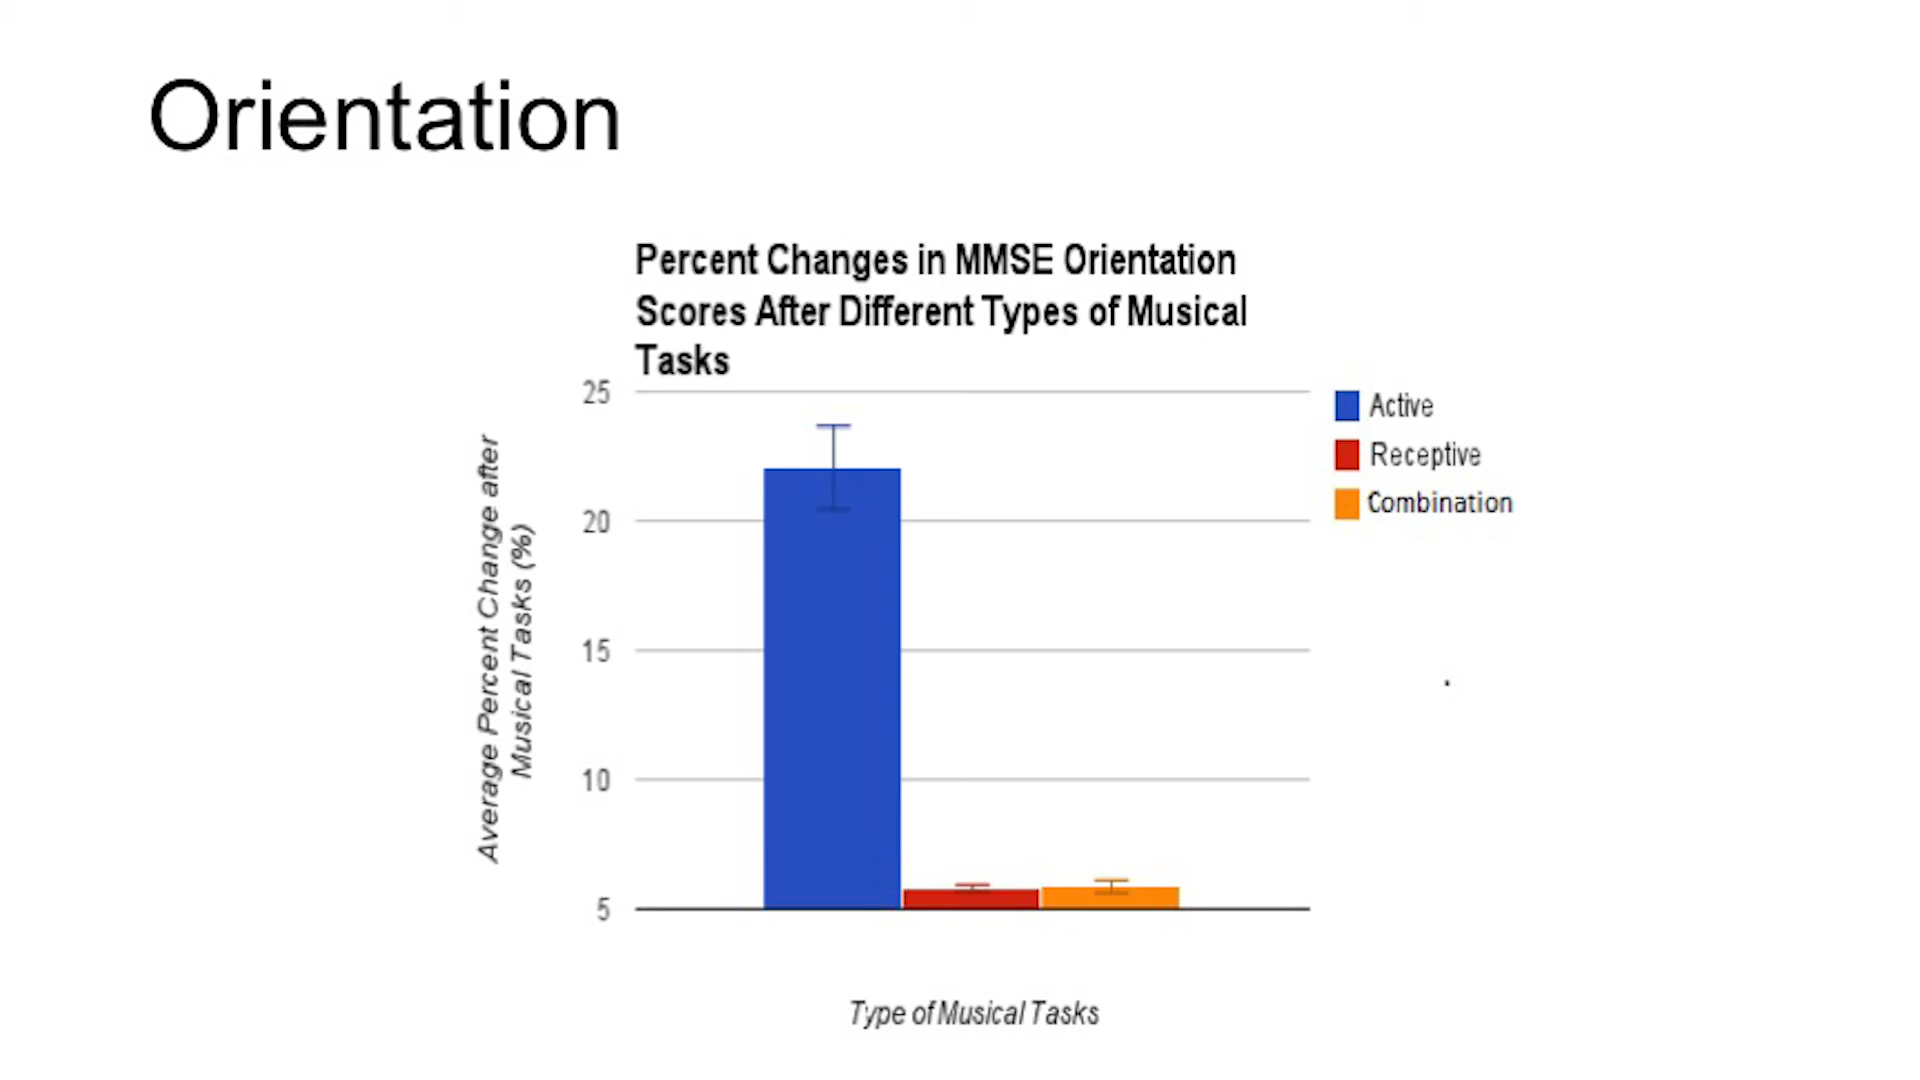 Orientation
Percent Changes in MMSE Orientation
Scores After Different Types of Musical
Tasks
25
20
15
10
5
Average Percent Change after
Musical Tasks (%)
Active
Receptive
Combination
Type of Musical Tasks